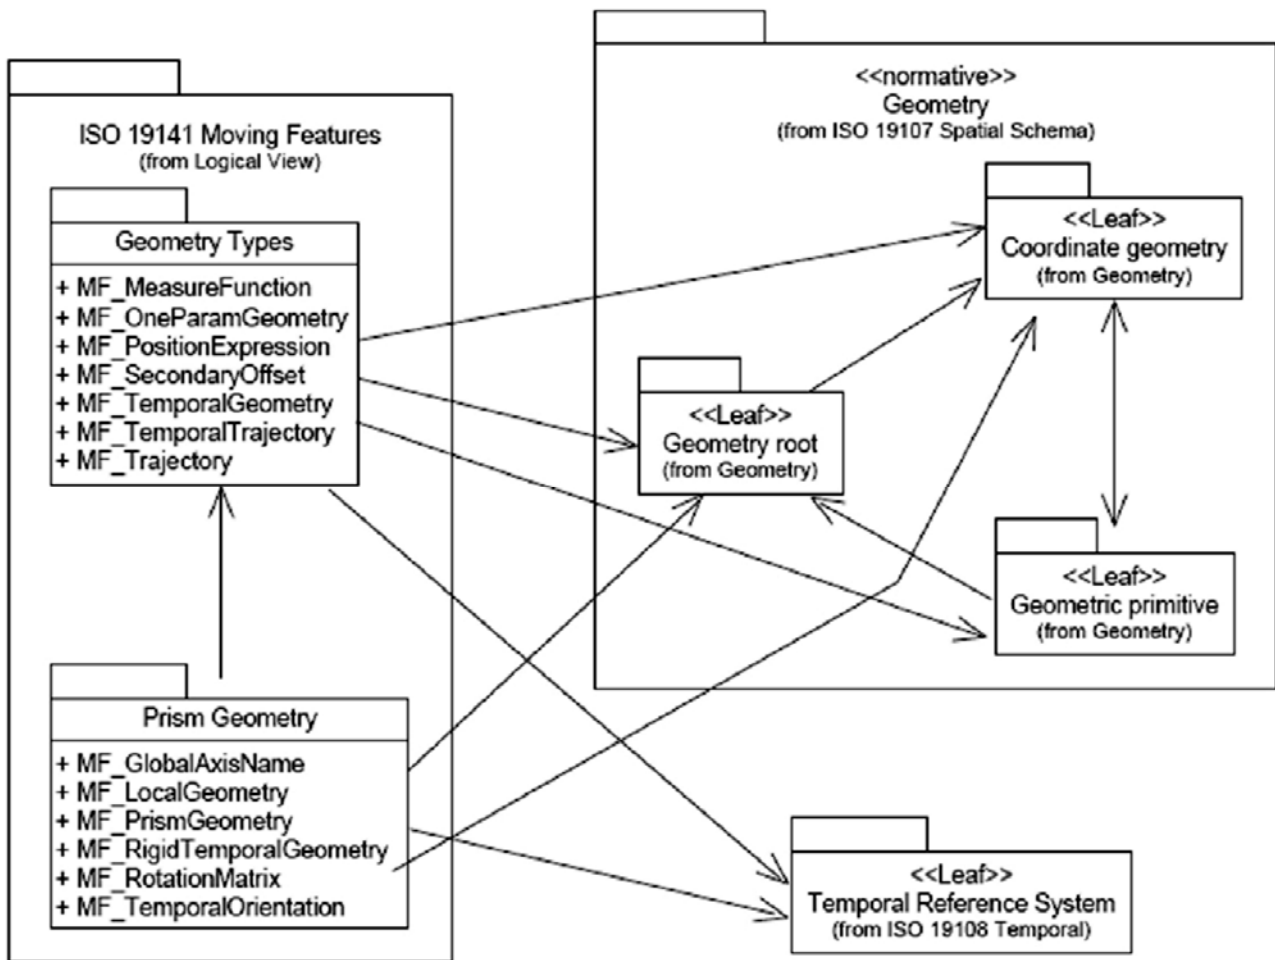 ISO 19141 Moving Features
(from Logical View)
Geometry Types
+ MF_MeasureFunction
+ MF_OneParamGeometry
+ MF_PositionExpression
+ MF_SecondaryOffset
+ MF_TemporalGeometry
+ MF_TemporalTrajectory
+ MF_Trajectory
Prism Geometry
+ MF_GlobalAxisName
+ MF_LocalGeometry
+ MF_PrismGeometry
+ MF_RigidTemporalGeometry
+ MF_RotationMatrix
+ MF_TemporalOrientation
<<normative>>
Geometry
(from ISO 19107 Spatial Schema)
<<Leaf>>
Coordinate geometry
(from Geometry)
<<Leaf>>
Geometry root
(from Geometry)
<<Leaf>>
Geometric primitive
(from Geometry)
<<Leaf>>
Temporal Reference System
(from ISO 19108 Temporal)